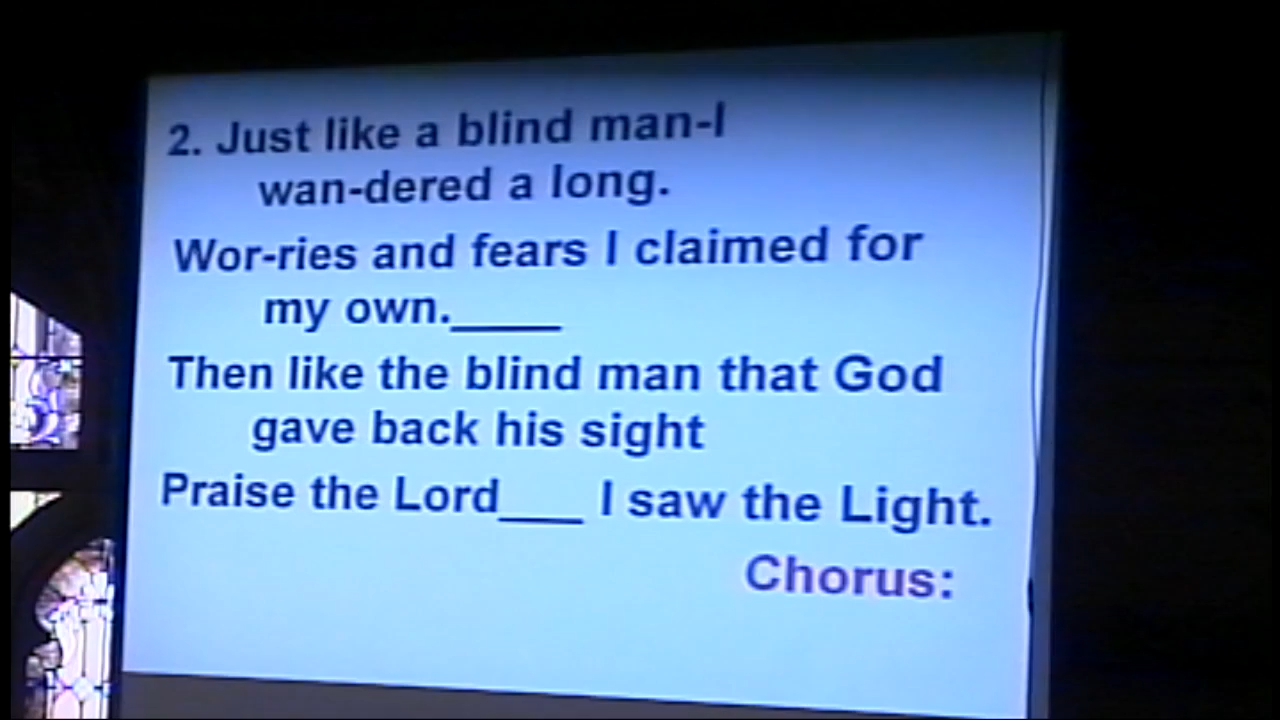 2. Just like a blind man-I
wan-dered a long.
Wor-ries and fears I claimed for
my own.____
Then like the blind man that God
gave back his sight
Praise the Lord___ I saw the Light.
Chorus: